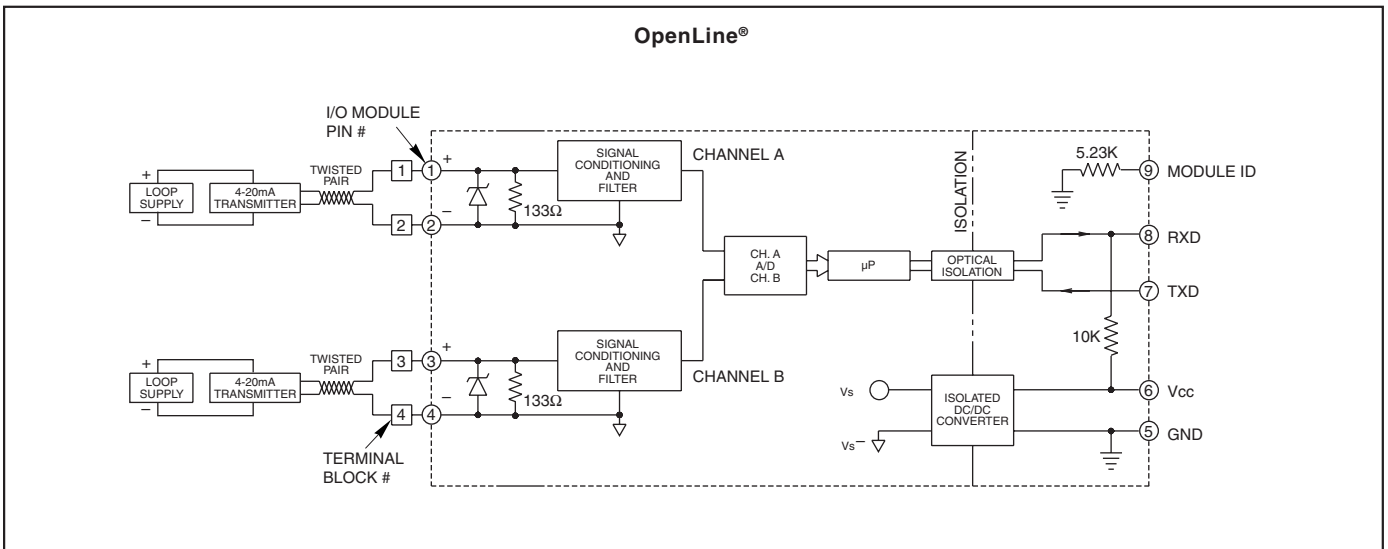 OpenLine®
I/O MODULE
PIN #
LOOP
SUPPLY
+
–
4-20mA
TRANSMITTER
TWISTED
PAIR
1
2
1
2
+
–
133Ω
SIGNAL
CONDITIONING
AND
FILTER
CHANNEL A
LOOP
SUPPLY
+
–
4-20mA
TRANSMITTER
TWISTED
PAIR
3
4
3
4
+
–
133Ω
SIGNAL
CONDITIONING
AND
FILTER
CHANNEL B
TERMINAL
BLOCK #
CH. A
A/D
CH. B
µP
ISOLATION
OPTICAL
ISOLATION
Vs
Vs–
ISOLATED
DC/DC
CONVERTER
5.23K
10K
9 MODULE ID
8 RXD
7 TXD
6 Vcc
5 GND